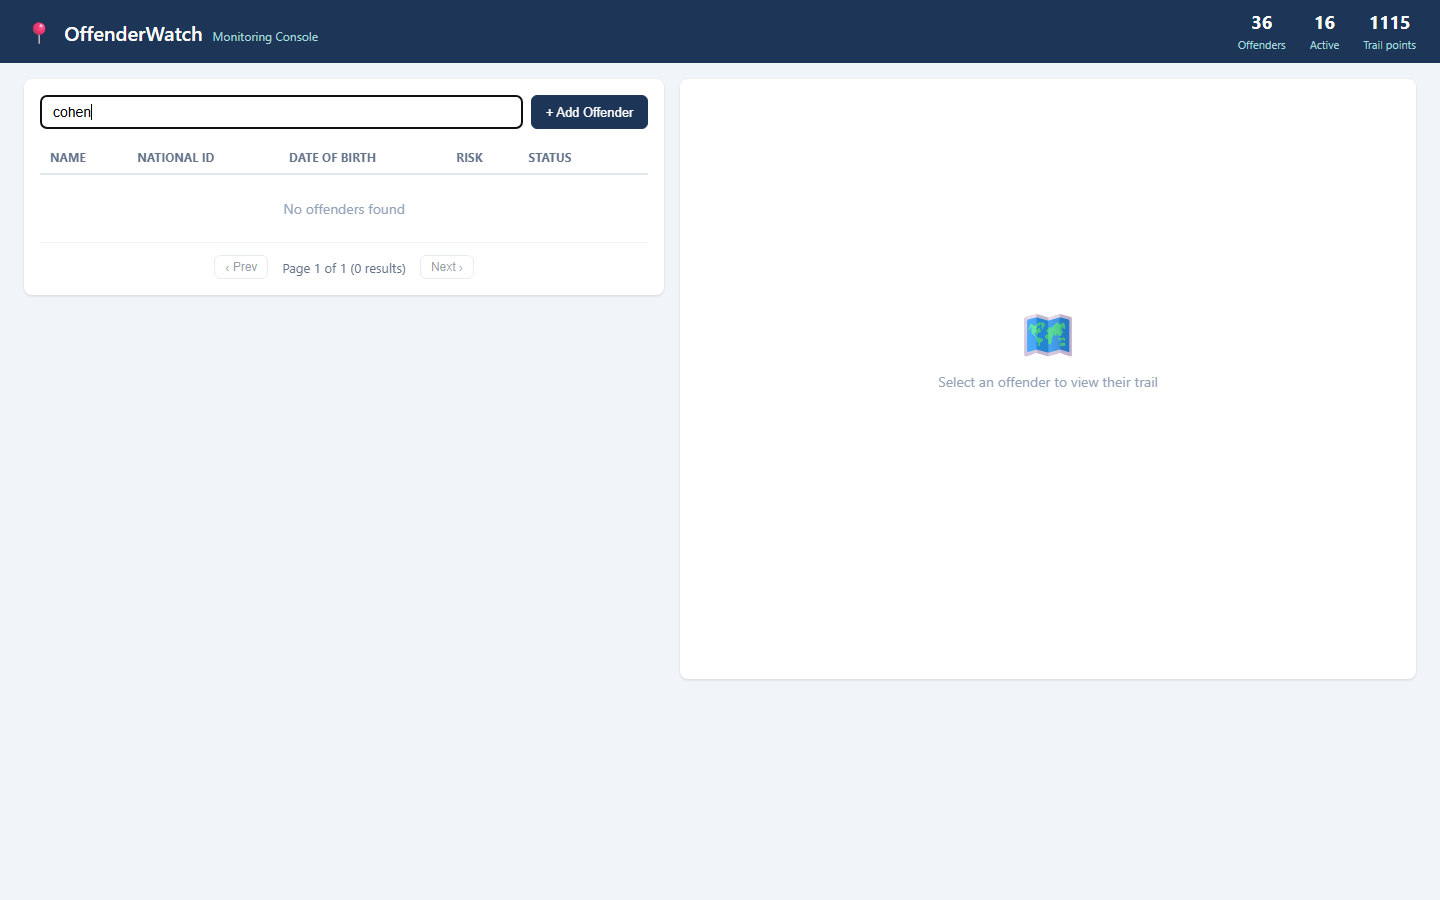 OffenderWatch Monitoring Console
36 16 1115
Offenders Active Trail points
cohen + Add Offender
NAME NATIONAL ID DATE OF BIRTH RISK STATUS
No offenders found
‹ Prev Page 1 of 1 (0 results) Next ›
Select an offender to view their trail